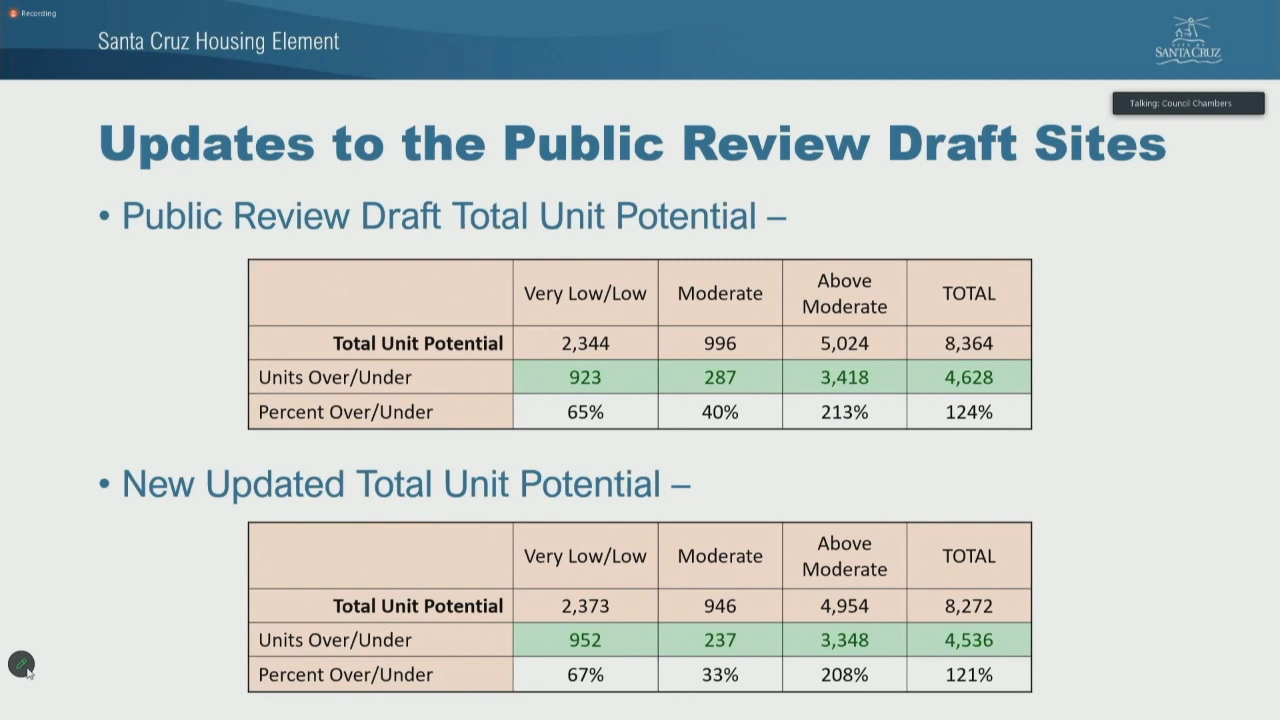 Recording
Santa Cruz Housing Element
CITY OF
SANTA CRUZ
Talking: Council Chambers
Updates to the Public Review Draft Sites
• Public Review Draft Total Unit Potential –
Very Low/Low Moderate Above Moderate TOTAL
Total Unit Potential 2,344 996 5,024 8,364
Units Over/Under 923 287 3,418 4,628
Percent Over/Under 65% 40% 213% 124%
• New Updated Total Unit Potential –
Very Low/Low Moderate Above Moderate TOTAL
Total Unit Potential 2,373 946 4,954 8,272
Units Over/Under 952 237 3,348 4,536
Percent Over/Under 67% 33% 208% 121%